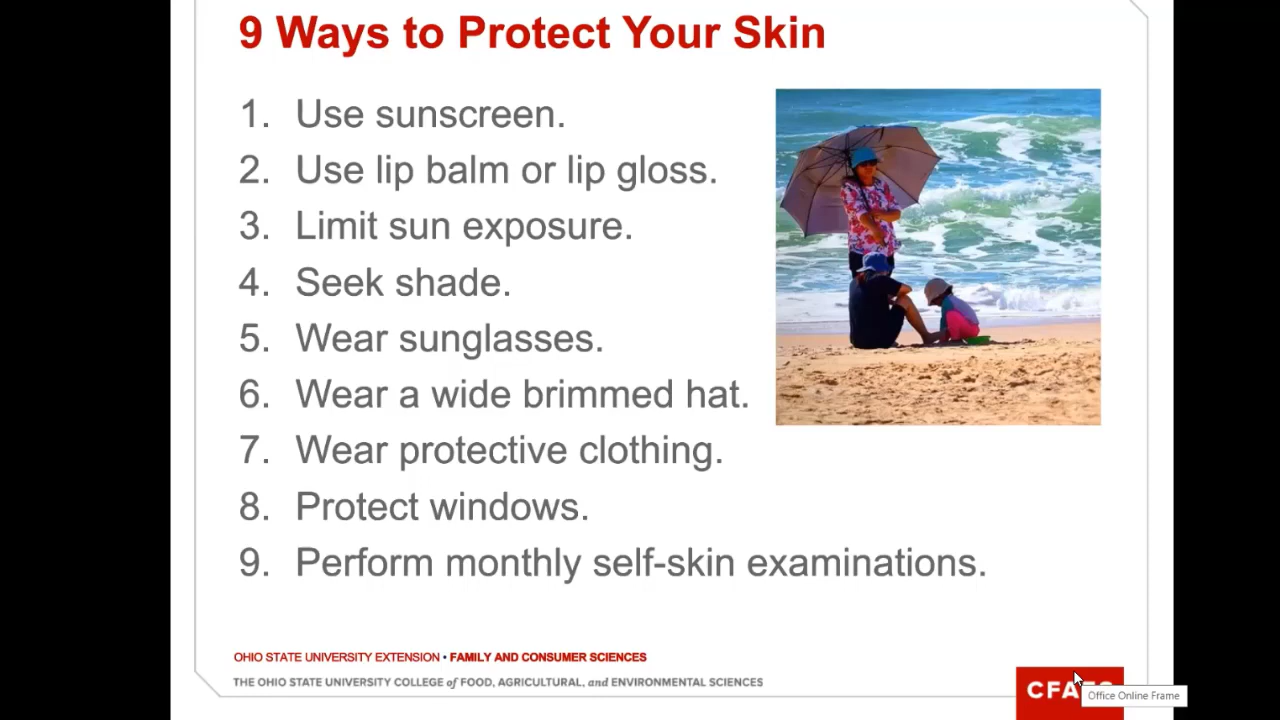 9 Ways to Protect Your Skin
1. Use sunscreen.
2. Use lip balm or lip gloss.
3. Limit sun exposure.
4. Seek shade.
5. Wear sunglasses.
6. Wear a wide brimmed hat.
7. Wear protective clothing.
8. Protect windows.
9. Perform monthly self-skin examinations.
OHIO STATE UNIVERSITY EXTENSION • FAMILY AND CONSUMER SCIENCES
THE OHIO STATE UNIVERSITY COLLEGE of FOOD, AGRICULTURAL, and ENVIRONMENTAL SCIENCES
Office Online Frame